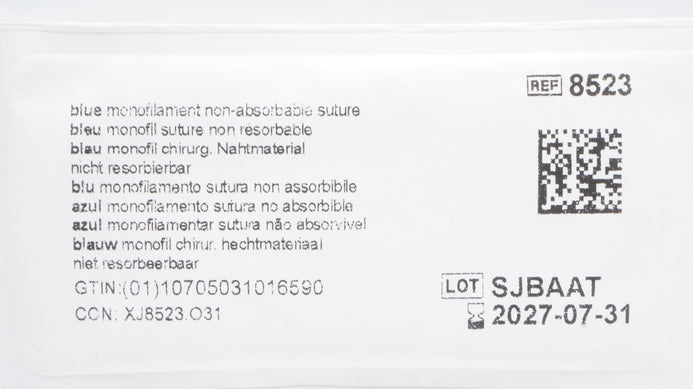 REF 8523
blue monofilament non-absorbable suture
bleu monofil suture non résorbable
blau monofil chirurg. Nahtmaterial
nicht resorbierbar
blu monofilamento sutura non assorbibile
azul monofilamento sutura no absorbible
azul monofilamentar sutura não absorvível
blauw monofil chirur. hechtmateriaal
niet resorbeerbaar
GTIN:(01)10705031016590
CCN: XJ8523.O31
LOT SJBAAT
2027-07-31